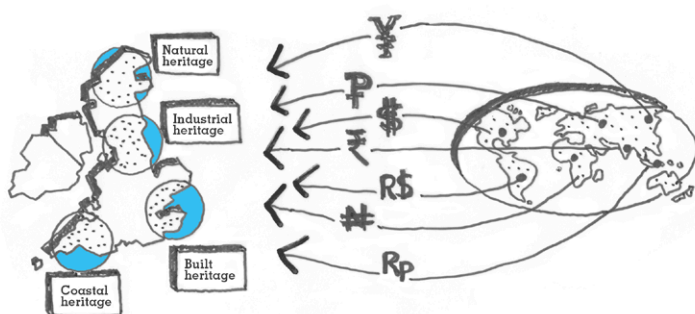 Natural
heritage
Industrial
heritage
Built
heritage
Coastal
heritage
¥
₽
$
₹
R$
₦
Rp